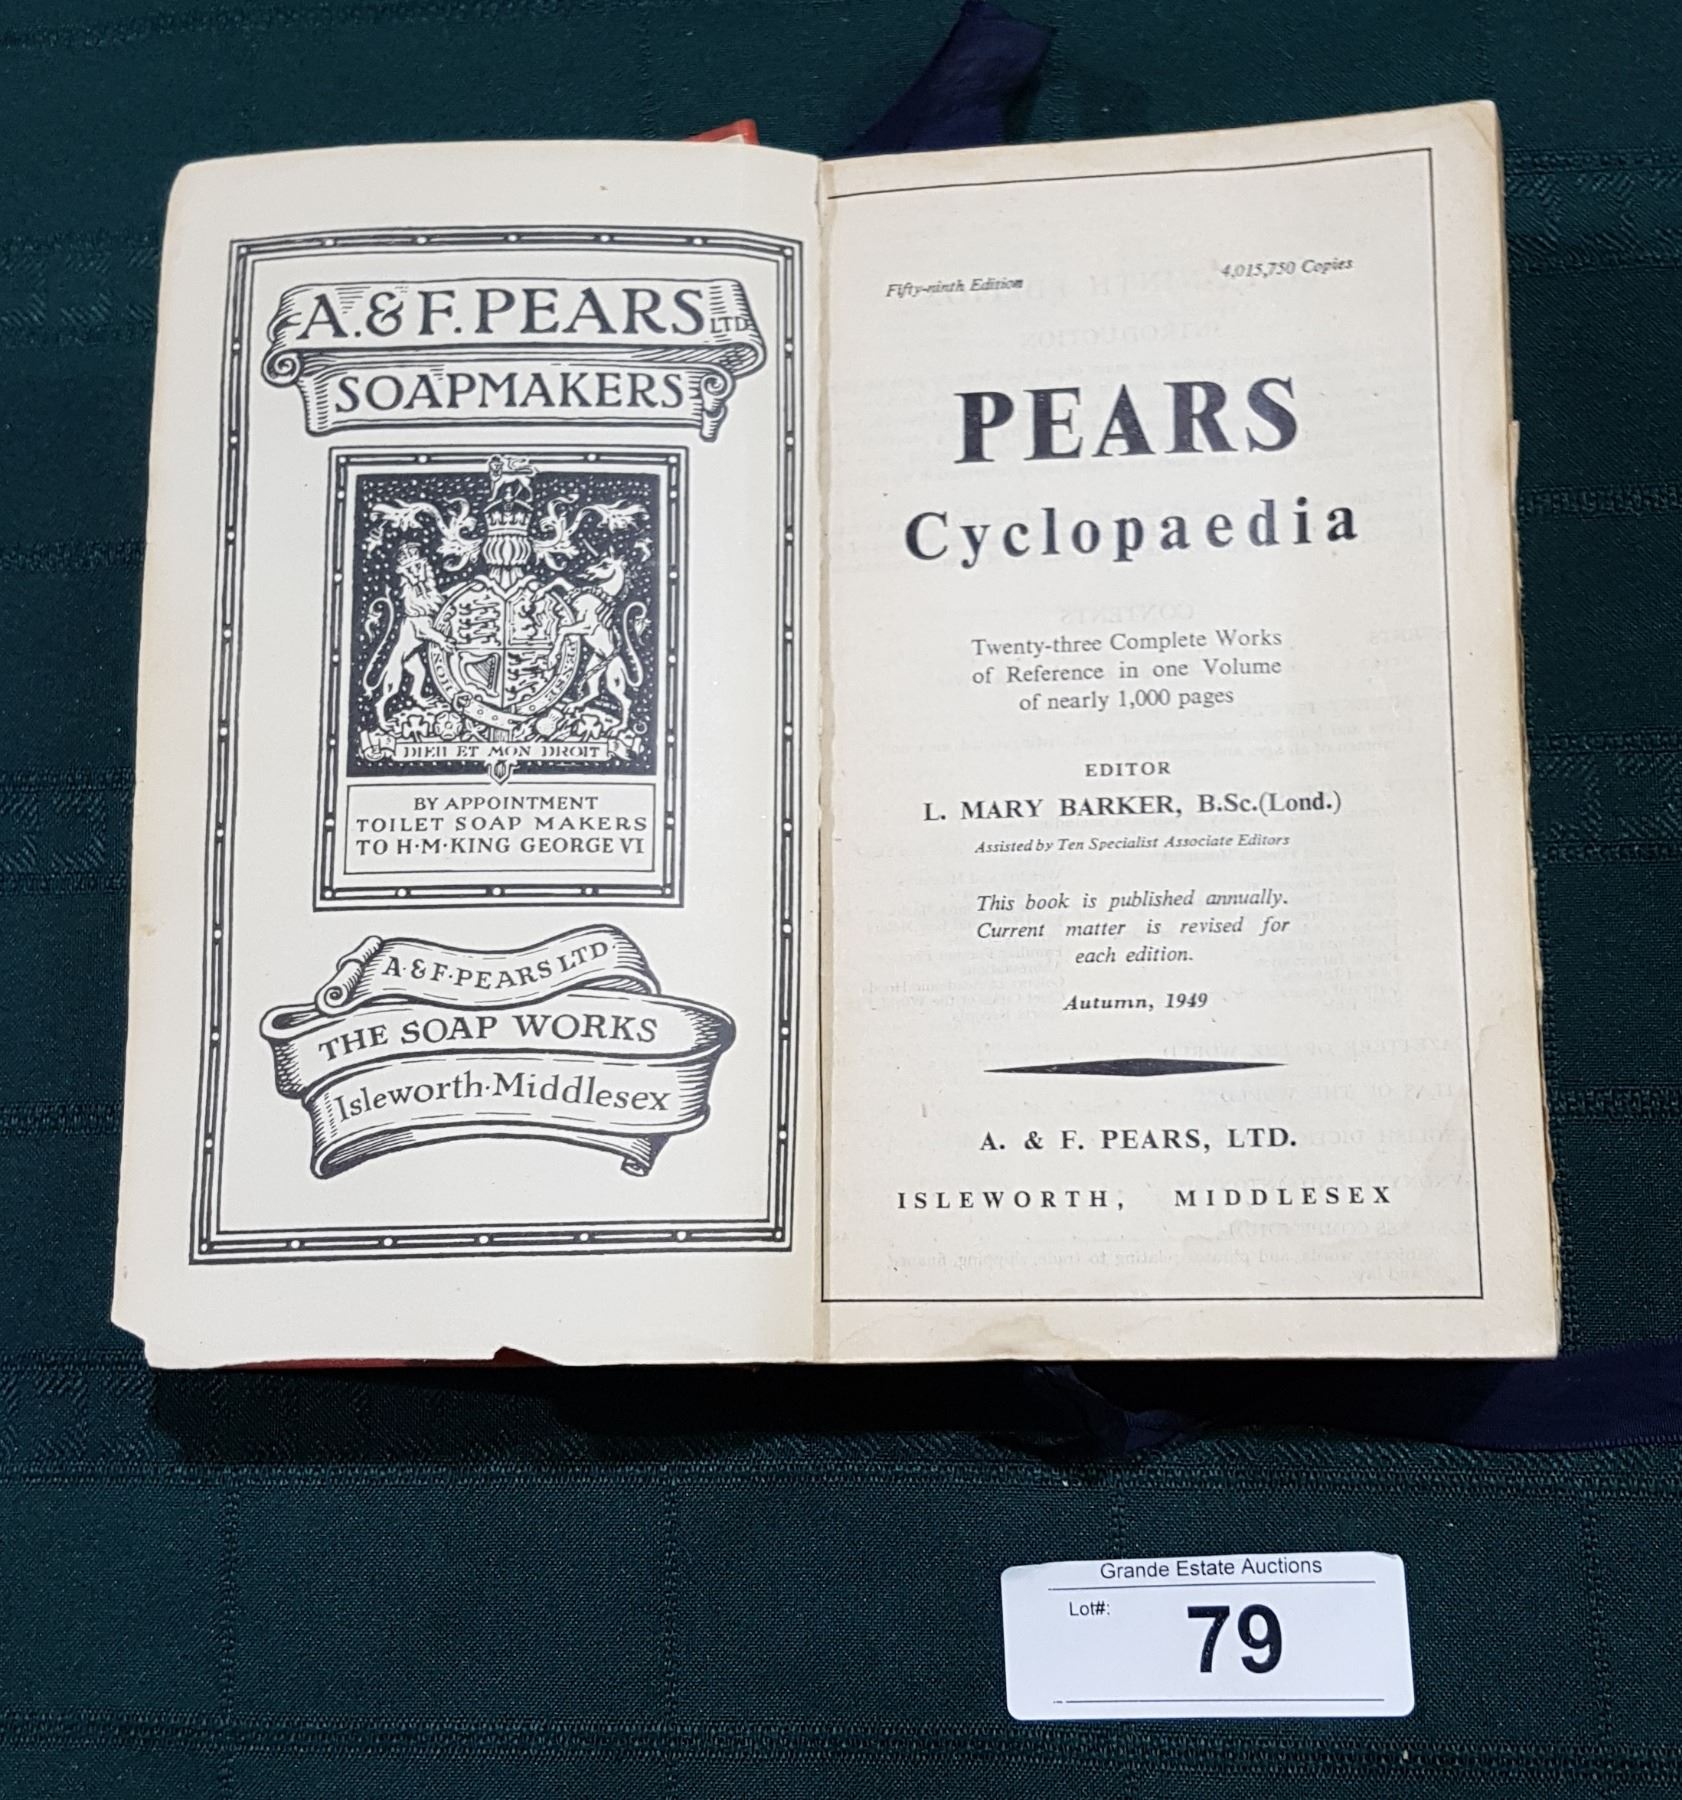 A. & F. PEARS LTD
SOAPMAKERS
DIEU ET MON DROIT
BY APPOINTMENT
TOILET SOAP MAKERS
TO H·M·KING GEORGE VI
A·&F·PEARS LTD·
THE SOAP WORKS
Isleworth·Middlesex
Fifty-ninth Edition 4,015,750 Copies
PEARS
Cyclopaedia
Twenty-three Complete Works
of Reference in one Volume
of nearly 1,000 pages
EDITOR
L. MARY BARKER, B.Sc.(Lond.)
Assisted by Ten Specialist Associate Editors
This book is published annually.
Current matter is revised for
each edition.
Autumn, 1949
A. & F. PEARS, LTD.
ISLEWORTH, MIDDLESEX
Grande Estate Auctions
Lot#:
79